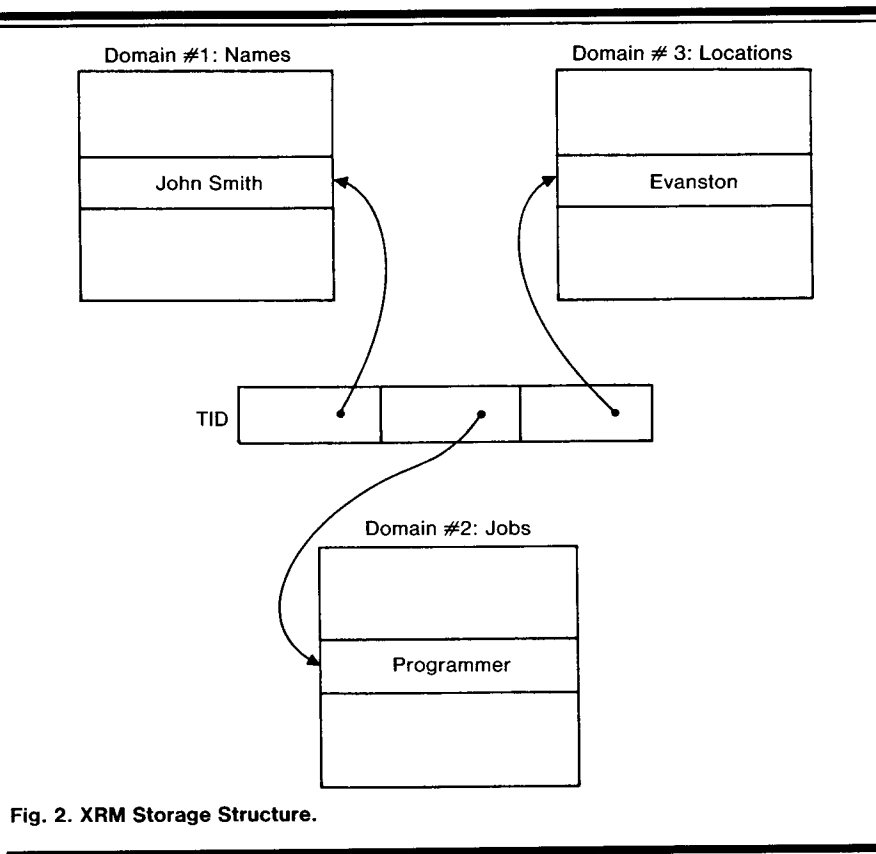 Domain #1: Names
Domain # 3: Locations
John Smith
Evanston
TID
Domain #2: Jobs
Programmer
Fig. 2. XRM Storage Structure.